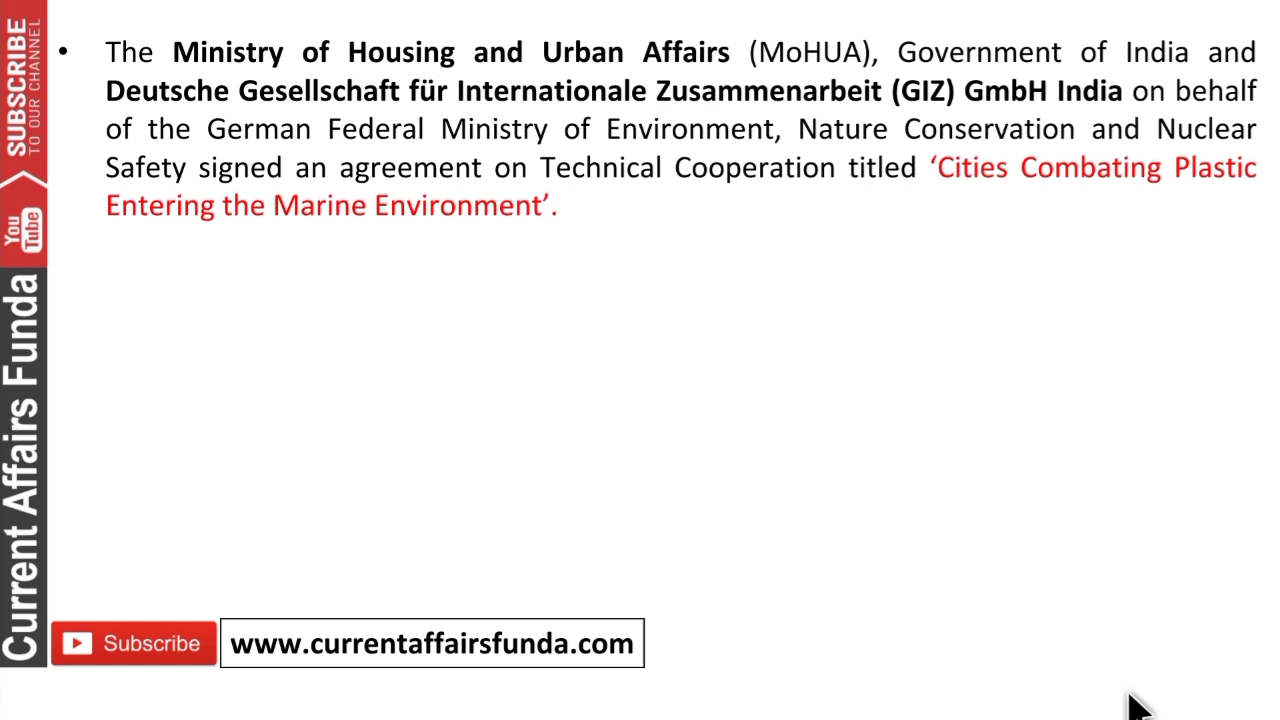 • The Ministry of Housing and Urban Affairs (MoHUA), Government of India and
Deutsche Gesellschaft für Internationale Zusammenarbeit (GIZ) GmbH India on behalf
of the German Federal Ministry of Environment, Nature Conservation and Nuclear
Safety signed an agreement on Technical Cooperation titled ‘Cities Combating Plastic
Entering the Marine Environment’.
SUBSCRIBE
TO OUR CHANNEL
You
Tube
Current Affairs Funda
Subscribe
www.currentaffairsfunda.com